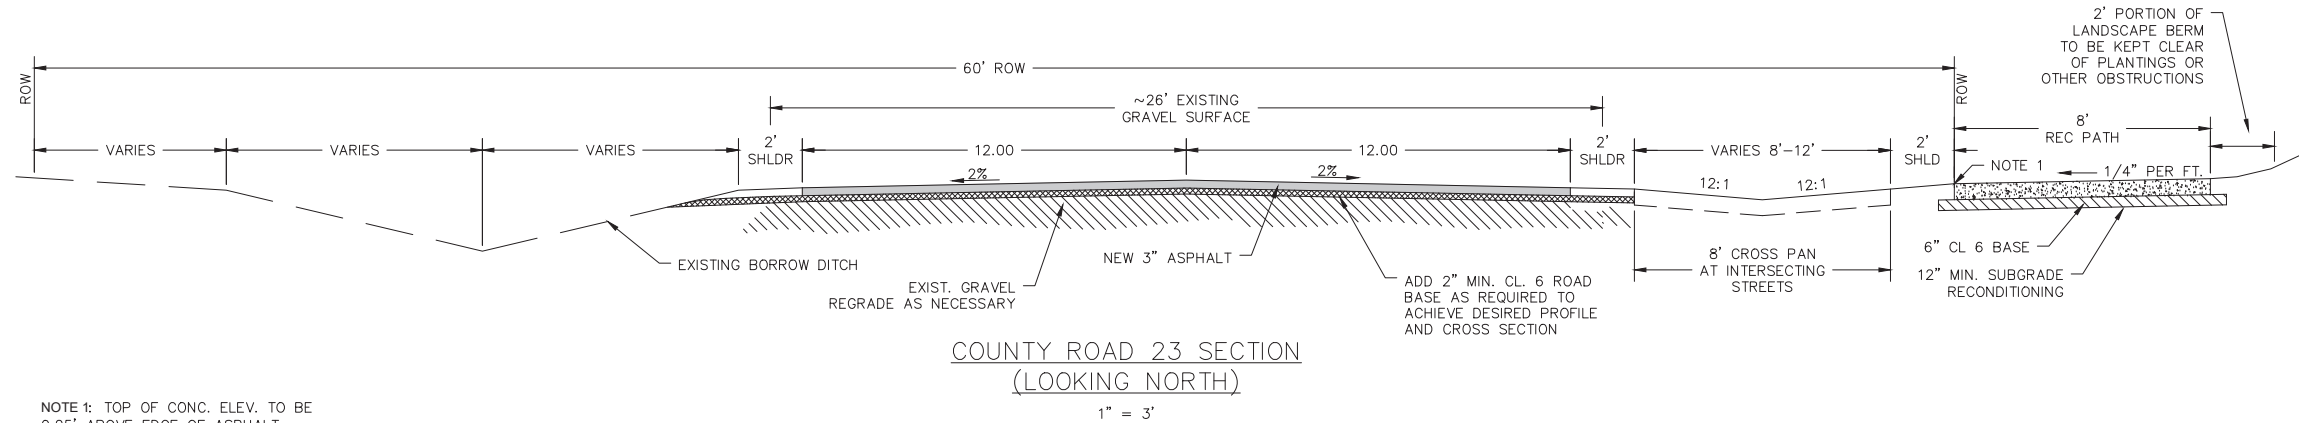 2' PORTION OF
LANDSCAPE BERM
TO BE KEPT CLEAR
OF PLANTINGS OR
OTHER OBSTRUCTIONS
60' ROW
ROW
ROW
~26' EXISTING
GRAVEL SURFACE
8'
REC PATH
VARIES
VARIES
VARIES
2'
SHLDR
12.00
12.00
2'
SHLDR
VARIES 8'-12'
2'
SHLD
NOTE 1
2%
2%
12:1
12:1
1/4" PER FT.
EXISTING BORROW DITCH
EXIST. GRAVEL
REGRADE AS NECESSARY
NEW 3" ASPHALT
ADD 2" MIN. CL. 6 ROAD
BASE AS REQUIRED TO
ACHIEVE DESIRED PROFILE
AND CROSS SECTION
8' CROSS PAN
AT INTERSECTING
STREETS
6" CL 6 BASE
12" MIN. SUBGRADE
RECONDITIONING
COUNTY ROAD 23 SECTION
(LOOKING NORTH)
1" = 3'
NOTE 1: TOP OF CONC. ELEV. TO BE
ABOVE EDGE OF ASPHALT